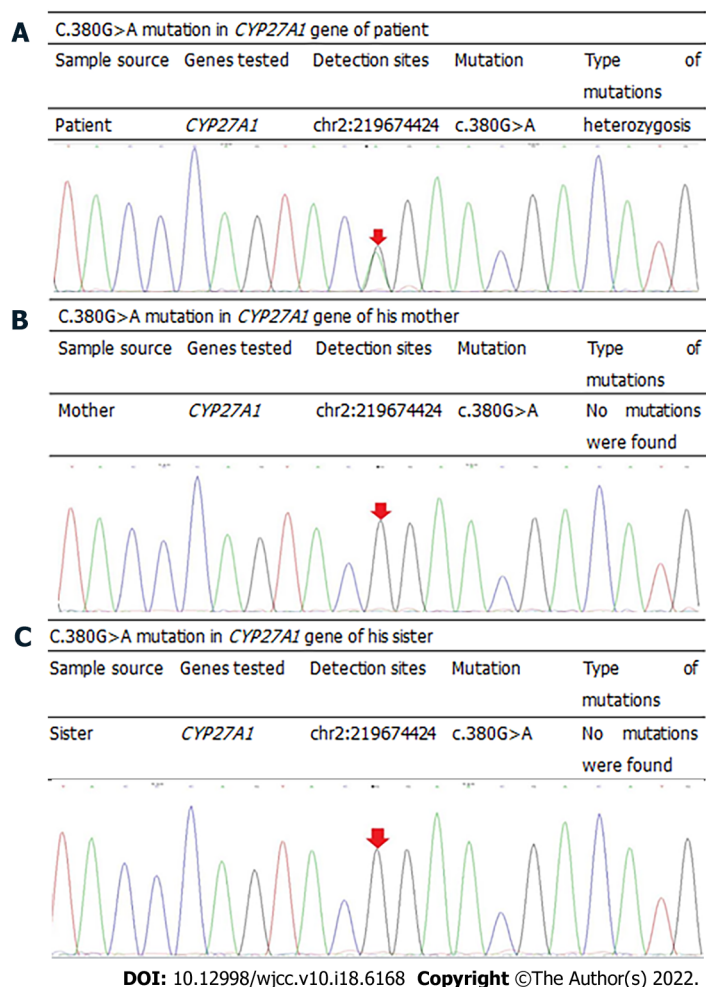 A
C.380G>A mutation in CYP27A1 gene of patient
Sample source Genes tested Detection sites Mutation Type of
mutations
Patient CYP27A1 chr2:219674424 c.380G>A heterozygosis
B
C.380G>A mutation in CYP27A1 gene of his mother
Sample source Genes tested Detection sites Mutation Type of
mutations
Mother CYP27A1 chr2:219674424 c.380G>A No mutations
were found
C
C.380G>A mutation in CYP27A1 gene of his sister
Sample source Genes tested Detection sites Mutation Type of
mutations
Sister CYP27A1 chr2:219674424 c.380G>A No mutations
were found
DOI: 10.12998/wjcc.v10.i18.6168 Copyright ©The Author(s) 2022.